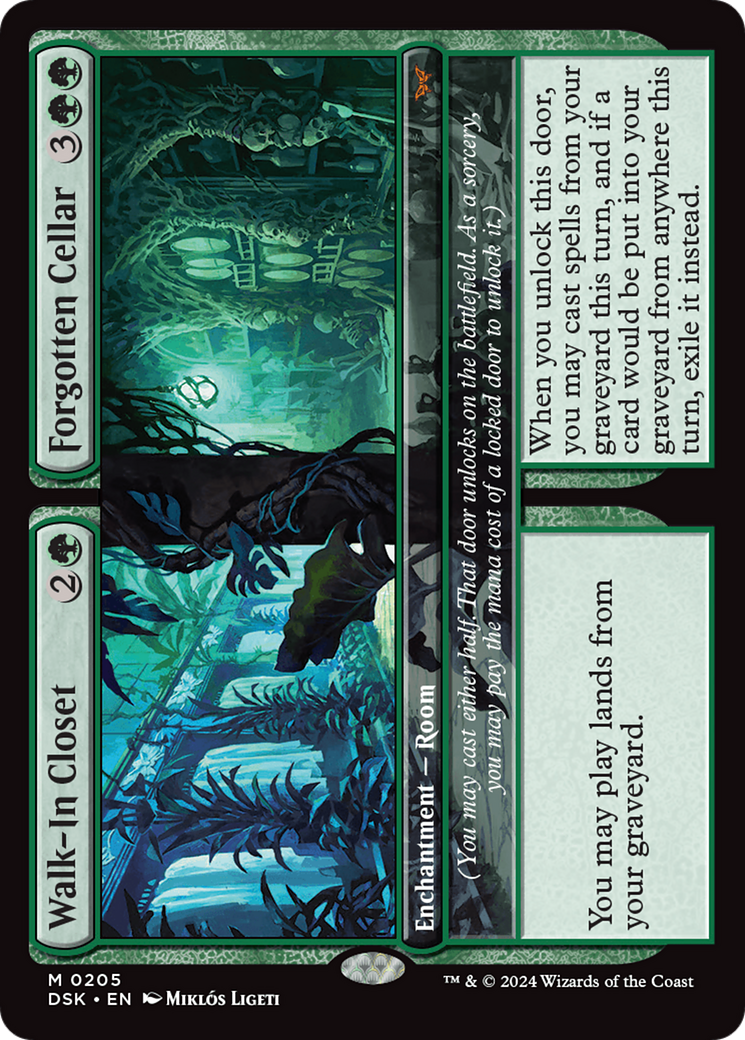 Walk-In Closet 2
Forgotten Cellar 3
Enchantment — Room
(You may cast either half. That door unlocks on the battlefield. As a sorcery,
you may pay the mana cost of a locked door to unlock it.)
You may play lands from
your graveyard.
When you unlock this door,
you may cast spells from your
graveyard this turn, and if a
card would be put into your
graveyard from anywhere this
turn, exile it instead.
M 0205
DSK • EN Miklós Ligeti
™ & © 2024 Wizards of the Coast